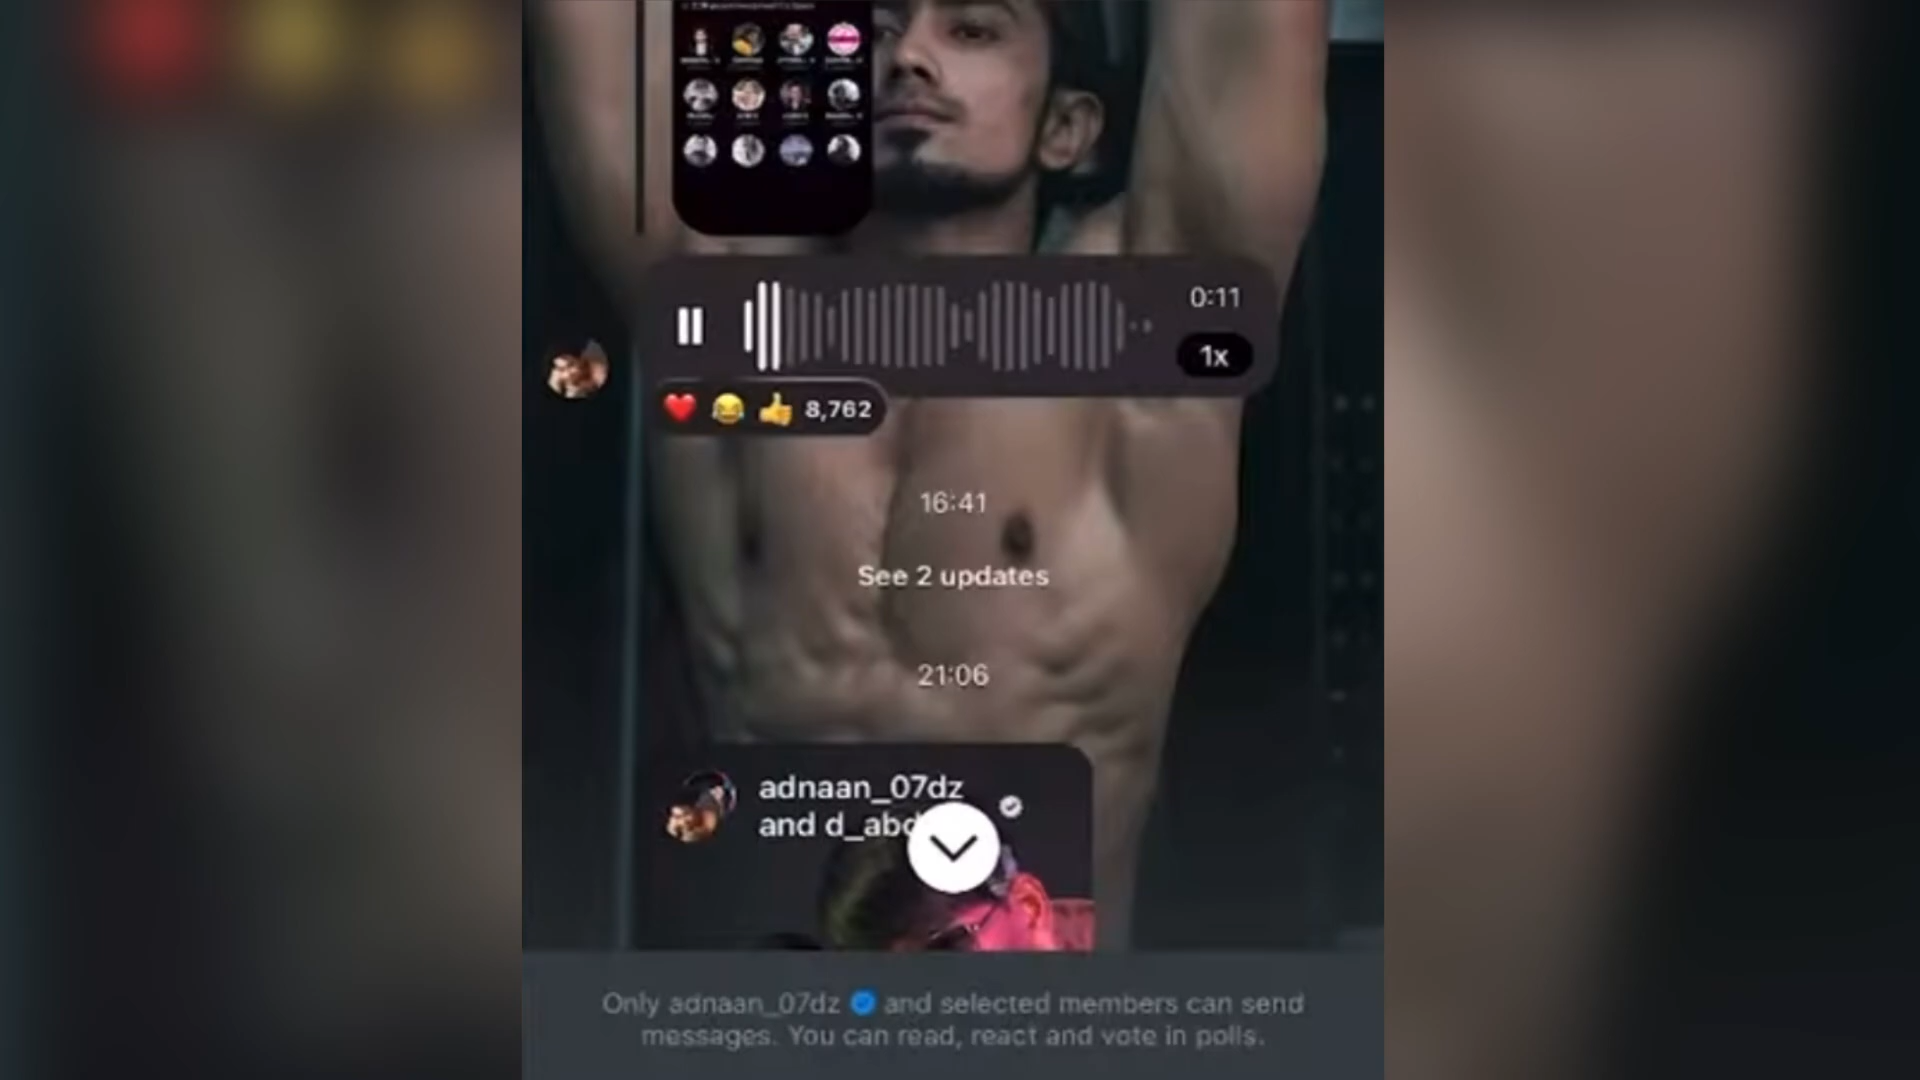 0:11
1x
8,762
16:41
See 2 updates
21:06
adnaan_07dz
and d_abd
Only adnaan_07dz and selected members can send
messages. You can read, react and vote in polls.